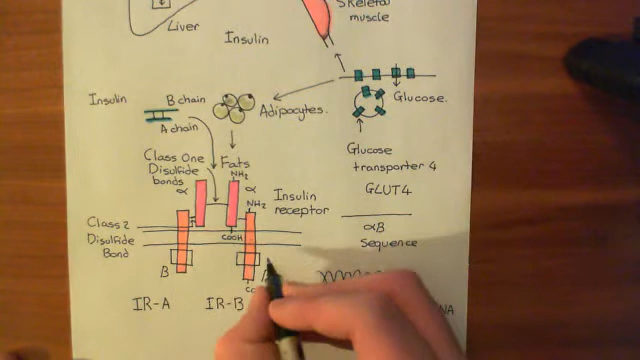 Skeletal
muscle
Liver
Insulin
Insulin
B chain
A chain
Adipocytes.
Glucose.
Glucose
transporter 4
GLUT4
Class One
Disulfide
bonds
Fats
NH2
α
α
NH2
Insulin
receptor
αB
Sequence
Class 2
Disulfide
Bond
COOH
B
IR-A
IR-B